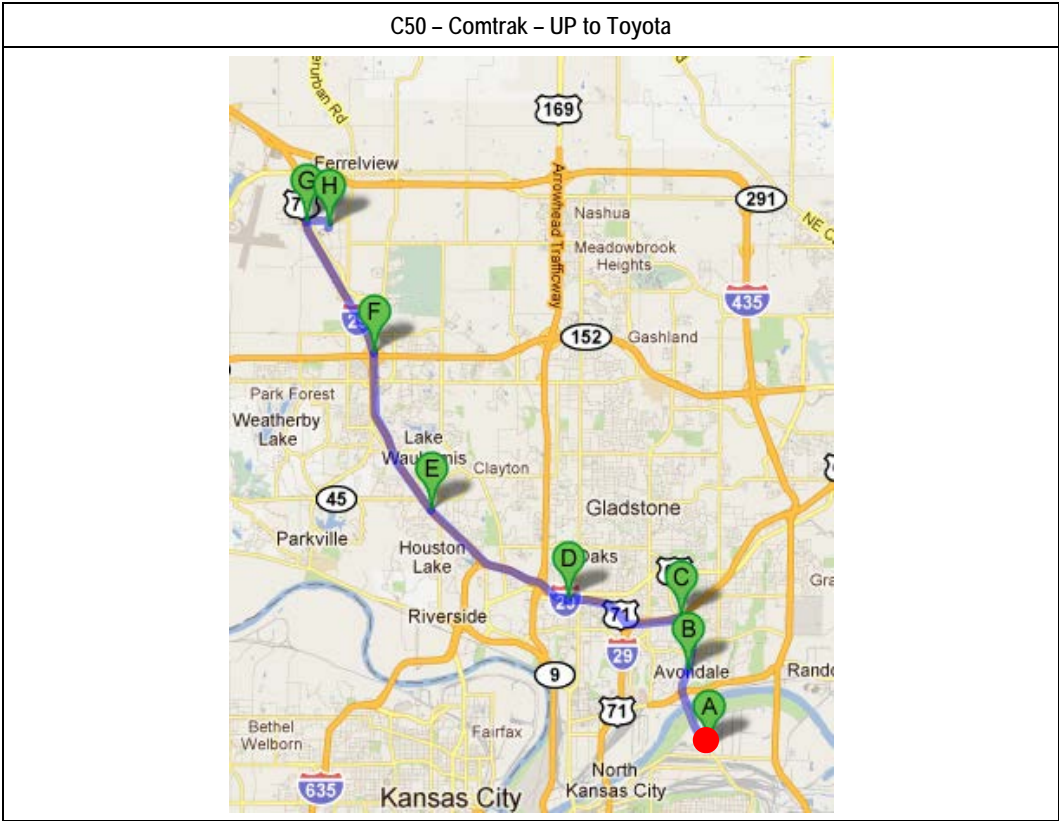 C50 – Comtrak – UP to Toyota
169
Ferrelview
G
H
Arrowhead Trafficway
291
Nashua
Meadowbrook
Heights
435
F
152
Gashland
Park Forest
Weatherby
Lake
Lake
E
Clayton
45
Gladstone
Parkville
Houston
Lake
D
Oaks
C
Riverside
71
B
29
9
Avondale
71
A
Bethel
Welborn
Fairfax
North
Kansas City
635
Kansas City